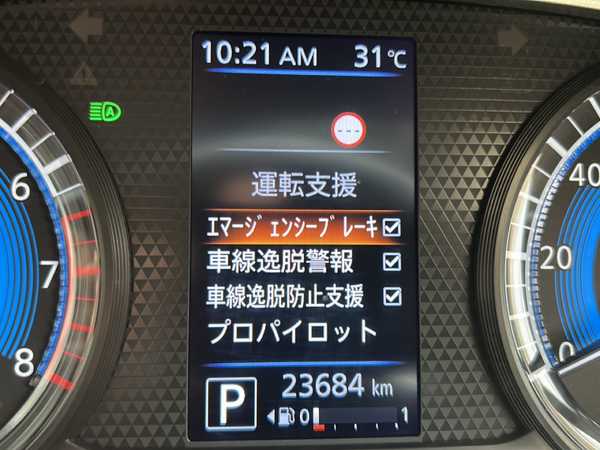 10:21 AM 31℃
A
---
運転支援
エマージェンシーブレーキ
車線逸脱警報
車線逸脱防止支援
プロパイロット
P 23684 km
0 1
6
7
8
40
20
0